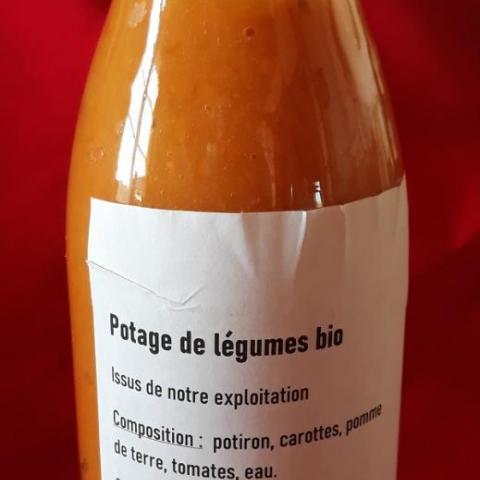 Potage de légumes bio
Issus de notre exploitation
Composition : potiron, carottes, pomme
de terre, tomates, eau.